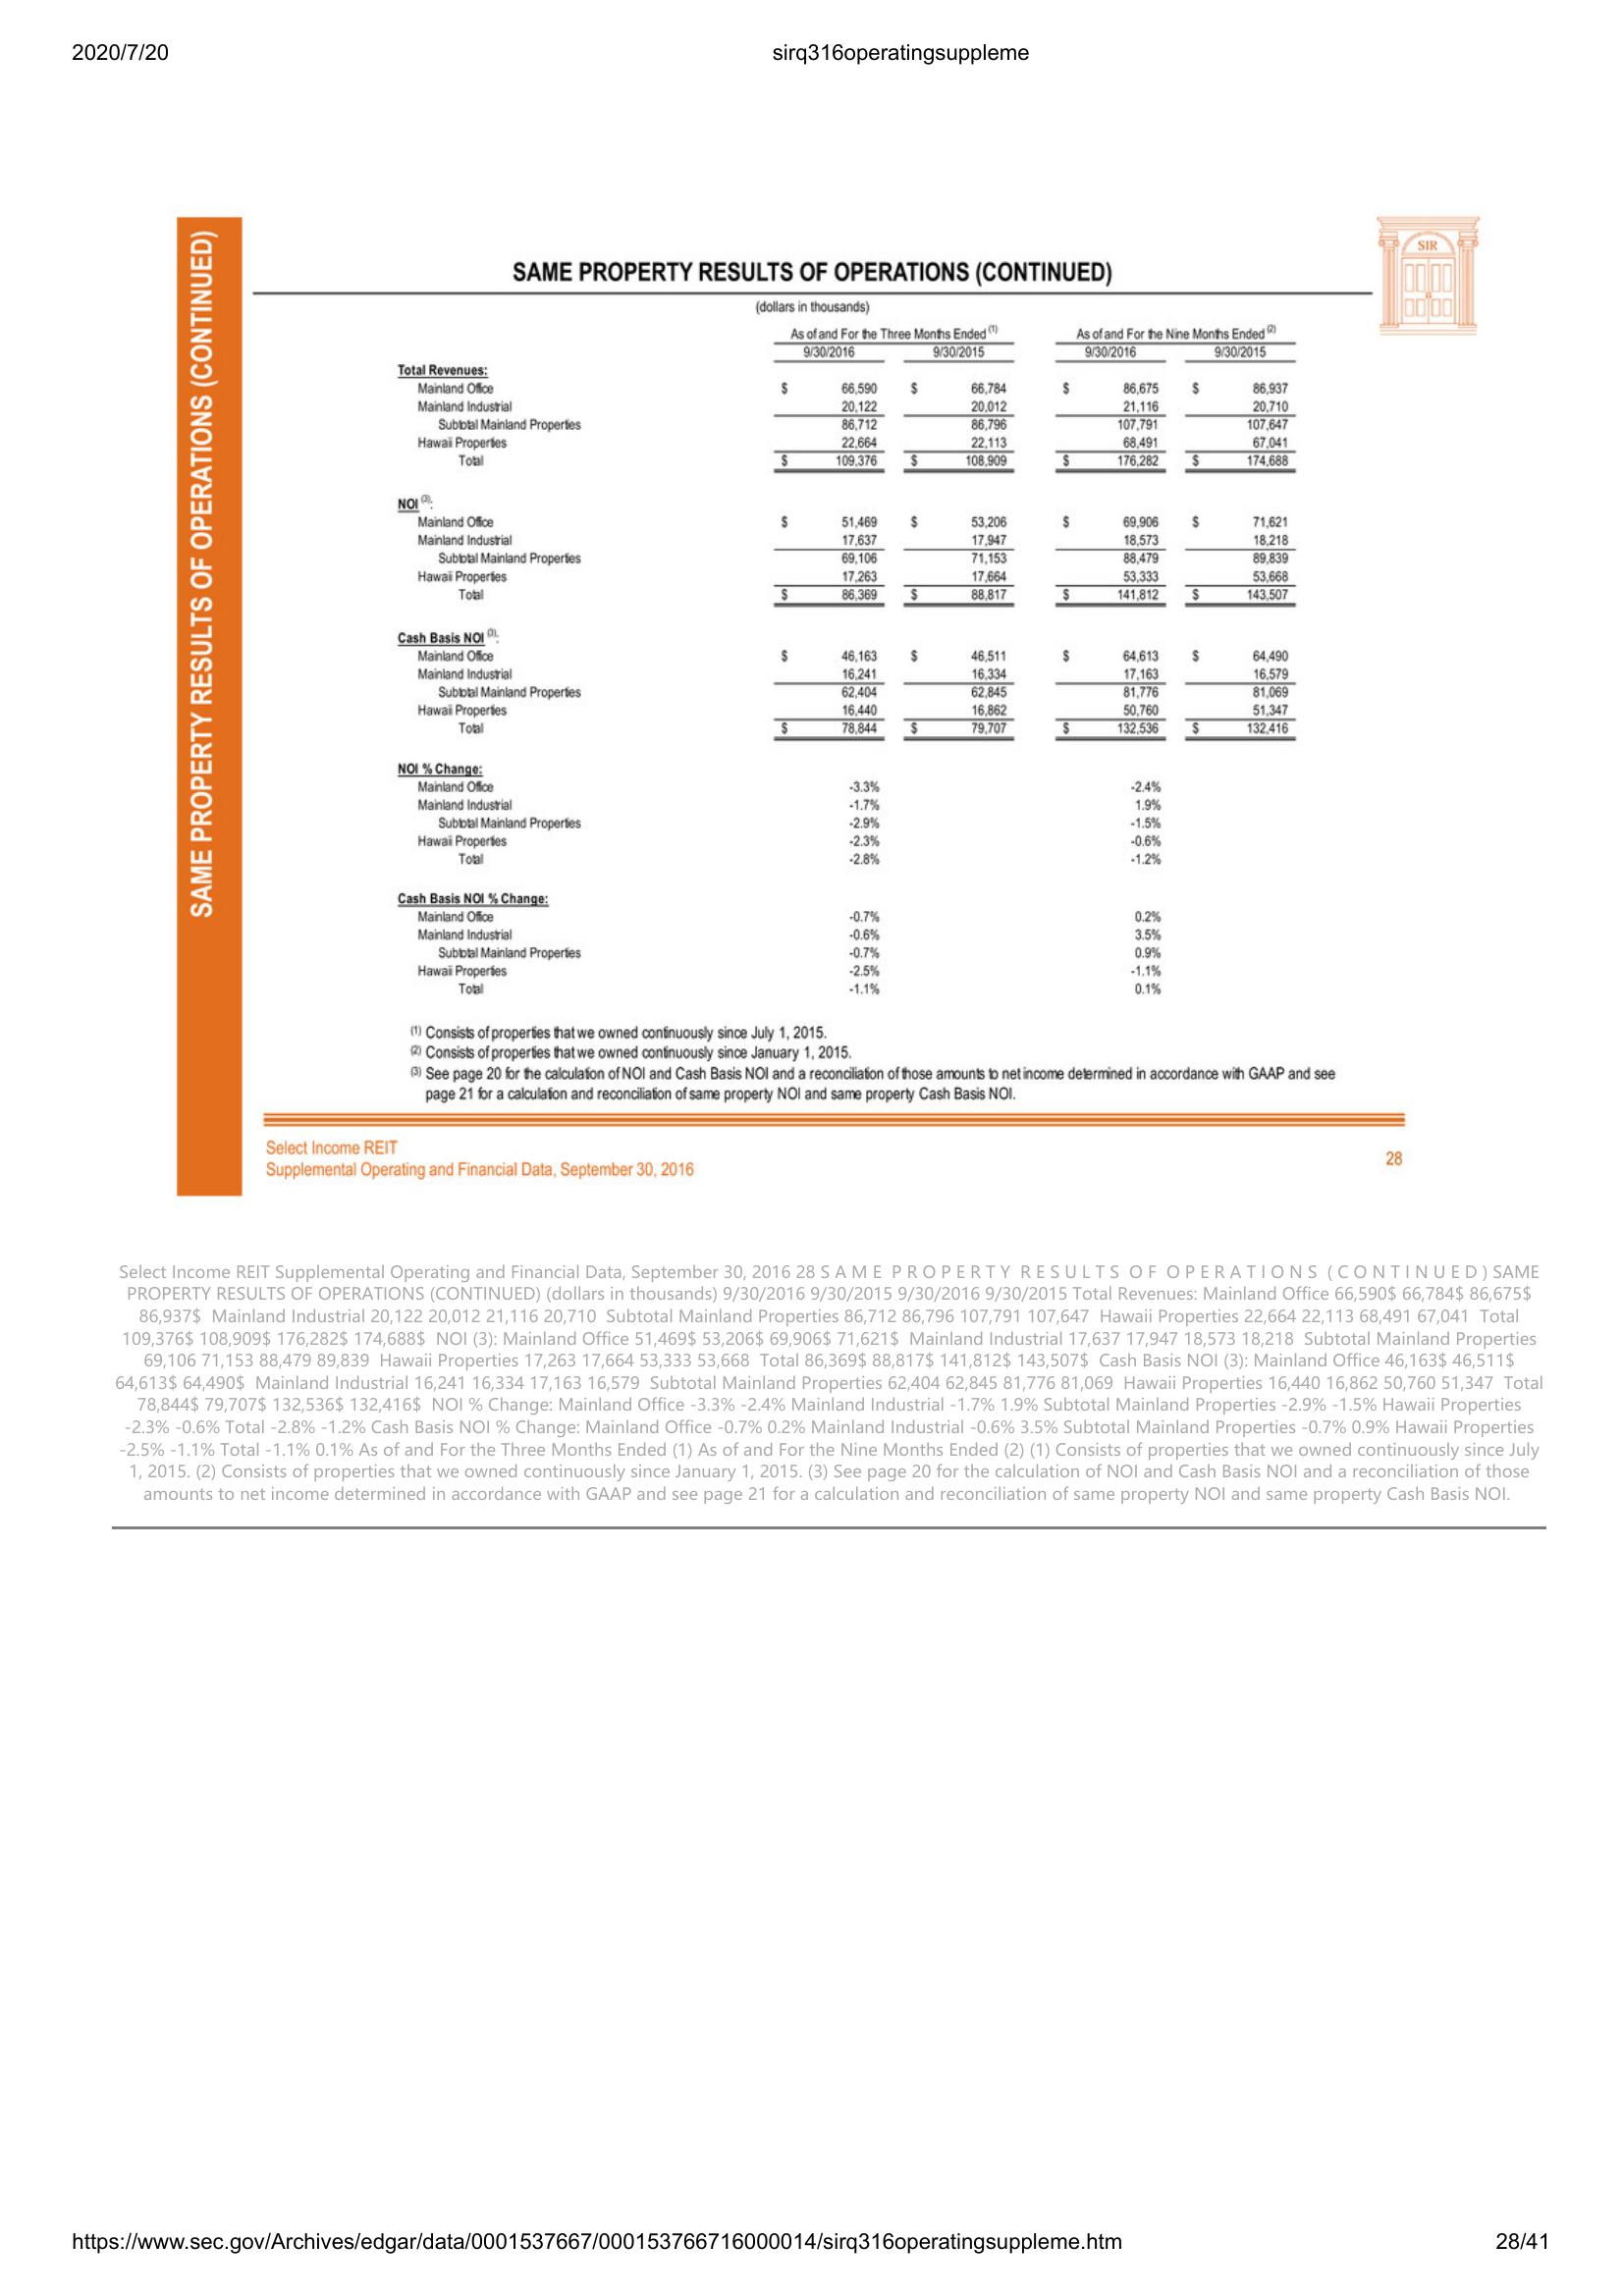 2020/7/20 sirq316operatingsuppleme
SAME PROPERTY RESULTS OF OPERATIONS (CONTINUED)
SIR
SAME PROPERTY RESULTS OF OPERATIONS (CONTINUED)
(dollars in thousands)
As of and For the Three Months Ended (1) As of and For the Nine Months Ended (2)
9/30/2016 9/30/2015 9/30/2016 9/30/2015
Total Revenues:
Mainland Office $ 66,590 $ 66,784 $ 86,675 $ 86,937
Mainland Industrial 20,122 20,012 21,116 20,710
Subtotal Mainland Properties 86,712 86,796 107,791 107,647
Hawaii Properties 22,664 22,113 68,491 67,041
Total $ 109,376 $ 108,909 $ 176,282 $ 174,688
NOI (3):
Mainland Office $ 51,469 $ 53,206 $ 69,906 $ 71,621
Mainland Industrial 17,637 17,947 18,573 18,218
Subtotal Mainland Properties 69,106 71,153 88,479 89,839
Hawaii Properties 17,263 17,664 53,333 53,668
Total $ 86,369 $ 88,817 $ 141,812 $ 143,507
Cash Basis NOI (3):
Mainland Office $ 46,163 $ 46,511 $ 64,613 $ 64,490
Mainland Industrial 16,241 16,334 17,163 16,579
Subtotal Mainland Properties 62,404 62,845 81,776 81,069
Hawaii Properties 16,440 16,862 50,760 51,347
Total $ 78,844 $ 79,707 $ 132,536 $ 132,416
NOI % Change:
Mainland Office -3.3% -2.4%
Mainland Industrial -1.7% 1.9%
Subtotal Mainland Properties -2.9% -1.5%
Hawaii Properties -2.3% -0.6%
Total -2.8% -1.2%
Cash Basis NOI % Change:
Mainland Office -0.7% 0.2%
Mainland Industrial -0.6% 3.5%
Subtotal Mainland Properties -0.7% 0.9%
Hawaii Properties -2.5% -1.1%
Total -1.1% 0.1%
(1) Consists of properties that we owned continuously since July 1, 2015.
(2) Consists of properties that we owned continuously since January 1, 2015.
(3) See page 20 for the calculation of NOI and Cash Basis NOI and a reconciliation of those amounts to net income determined in accordance with GAAP and see
page 21 for a calculation and reconciliation of same property NOI and same property Cash Basis NOI.
Select Income REIT
Supplemental Operating and Financial Data, September 30, 2016 28
Select Income REIT Supplemental Operating and Financial Data, September 30, 2016 28 S A M E P R O P E R T Y R E S U L T S O F O P E R A T I O N S ( C O N T I N U E D ) SAME
PROPERTY RESULTS OF OPERATIONS (CONTINUED) (dollars in thousands) 9/30/2016 9/30/2015 9/30/2016 9/30/2015 Total Revenues: Mainland Office 66,590$ 66,784$ 86,675$
86,937$ Mainland Industrial 20,122 20,012 21,116 20,710 Subtotal Mainland Properties 86,712 86,796 107,791 107,647 Hawaii Properties 22,664 22,113 68,491 67,041 Total
109,376$ 108,909$ 176,282$ 174,688$ NOI (3): Mainland Office 51,469$ 53,206$ 69,906$ 71,621$ Mainland Industrial 17,637 17,947 18,573 18,218 Subtotal Mainland Properties
69,106 71,153 88,479 89,839 Hawaii Properties 17,263 17,664 53,333 53,668 Total 86,369$ 88,817$ 141,812$ 143,507$ Cash Basis NOI (3): Mainland Office 46,163$ 46,511$
64,613$ 64,490$ Mainland Industrial 16,241 16,334 17,163 16,579 Subtotal Mainland Properties 62,404 62,845 81,776 81,069 Hawaii Properties 16,440 16,862 50,760 51,347 Total
78,844$ 79,707$ 132,536$ 132,416$ NOI % Change: Mainland Office -3.3% -2.4% Mainland Industrial -1.7% 1.9% Subtotal Mainland Properties -2.9% -1.5% Hawaii Properties
-2.3% -0.6% Total -2.8% -1.2% Cash Basis NOI % Change: Mainland Office -0.7% 0.2% Mainland Industrial -0.6% 3.5% Subtotal Mainland Properties -0.7% 0.9% Hawaii Properties
-2.5% -1.1% Total -1.1% 0.1% As of and For the Three Months Ended (1) As of and For the Nine Months Ended (2) (1) Consists of properties that we owned continuously since July
1, 2015. (2) Consists of properties that we owned continuously since January 1, 2015. (3) See page 20 for the calculation of NOI and Cash Basis NOI and a reconciliation of those
amounts to net income determined in accordance with GAAP and see page 21 for a calculation and reconciliation of same property NOI and same property Cash Basis NOI.
https://www.sec.gov/Archives/edgar/data/0001537667/000153766716000014/sirq316operatingsuppleme.htm 28/41